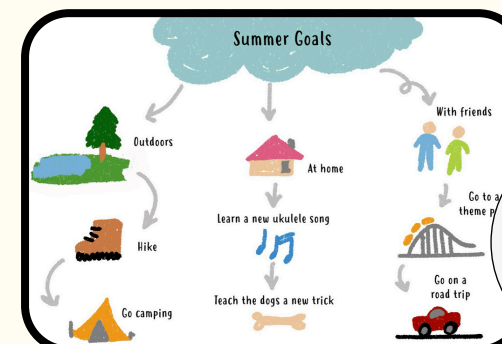 Summer Goals
Outdoors
Hike
Go camping
At home
Learn a new ukulele song
Teach the dogs a new trick
With friends
Go to a
theme
Go on a
road trip